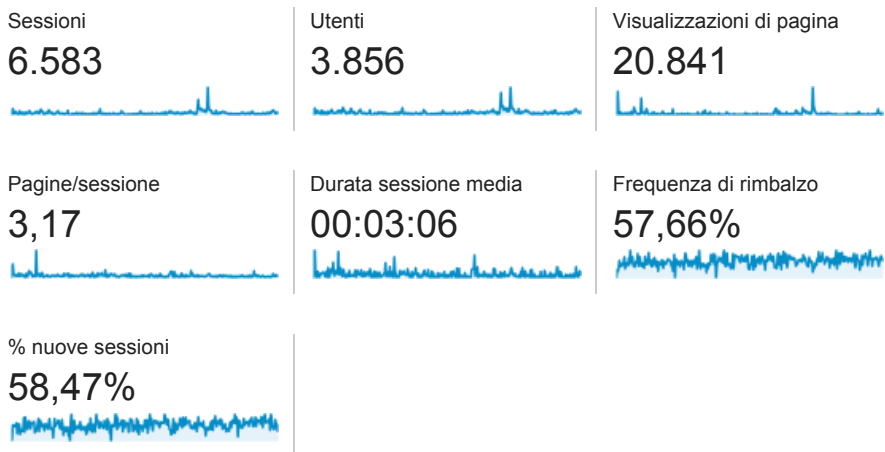 Sessioni
6.583
Utenti
3.856
Visualizzazioni di pagina
20.841
Pagine/sessione
3,17
Durata sessione media
00:03:06
Frequenza di rimbalzo
57,66%
% nuove sessioni
58,47%